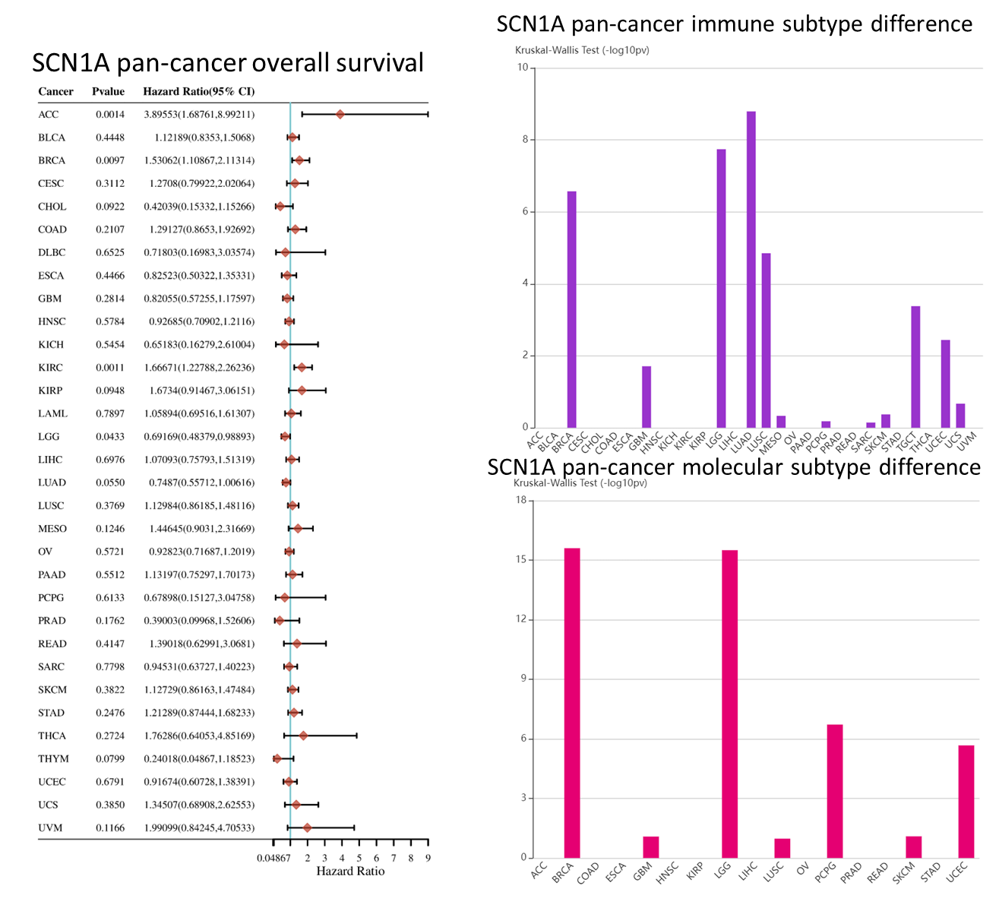 SCN1A pan-cancer overall survival
Cancer Pvalue Hazard Ratio(95% CI)
ACC 0.0014 3.89553(1.68761,8.99211)
BLCA 0.4448 1.12189(0.8353,1.5068)
BRCA 0.0097 1.53062(1.10867,2.11314)
CESC 0.3112 1.2708(0.79922,2.02064)
CHOL 0.0922 0.42039(0.15332,1.15266)
COAD 0.2107 1.29127(0.8653,1.92692)
DLBC 0.6525 0.71803(0.16983,3.03574)
ESCA 0.4466 0.82523(0.50322,1.35331)
GBM 0.2814 0.82055(0.57255,1.17597)
HNSC 0.5784 0.92685(0.70902,1.2116)
KICH 0.5454 0.65183(0.16279,2.61004)
KIRC 0.0011 1.66671(1.22788,2.26236)
KIRP 0.0948 1.6734(0.91467,3.06151)
LAML 0.7897 1.05894(0.69516,1.61307)
LGG 0.0433 0.69169(0.48379,0.98893)
LIHC 0.6976 1.07093(0.75793,1.51319)
LUAD 0.0550 0.7487(0.55712,1.00616)
LUSC 0.3769 1.12984(0.86185,1.48116)
MESO 0.1246 1.44645(0.9031,2.31669)
OV 0.5721 0.92823(0.71687,1.2019)
PAAD 0.5512 1.13197(0.75297,1.70173)
PCPG 0.6133 0.67898(0.15127,3.04758)
PRAD 0.1762 0.39003(0.09968,1.52606)
READ 0.4147 1.39018(0.62991,3.0681)
SARC 0.7798 0.94531(0.63727,1.40223)
SKCM 0.3822 1.12729(0.86163,1.47484)
STAD 0.2476 1.21289(0.87444,1.68233)
THCA 0.2724 1.76286(0.64053,4.85169)
THYM 0.0799 0.24018(0.04867,1.18523)
UCEC 0.6791 0.91674(0.60728,1.38391)
UCS 0.3850 1.34507(0.68908,2.62553)
UVM 0.1166 1.99099(0.84245,4.70533)
0.04867 2 3 4 5 6 7 8 9
Hazard Ratio
SCN1A pan-cancer immune subtype difference
Kruskal-Wallis Test (-log10pv)
10
8
6
4
2
0
ACC BLCA BRCA CESC CHOL COAD ESCA GBM HNSC KICH KIRC KIRP LGG LIHC LUAD LUSC MESO OV PAAD PCPG PRAD READ SARC SKCM STAD TGCT THCA UCEC UCS UVM
SCN1A pan-cancer molecular subtype difference
Kruskal-Wallis Test (-log10pv)
18
15
12
9
6
3
0
ACC BRCA COAD ESCA GBM HNSC KIRP LGG LIHC LUSC OV PCPG PRAD READ SKCM STAD UCEC